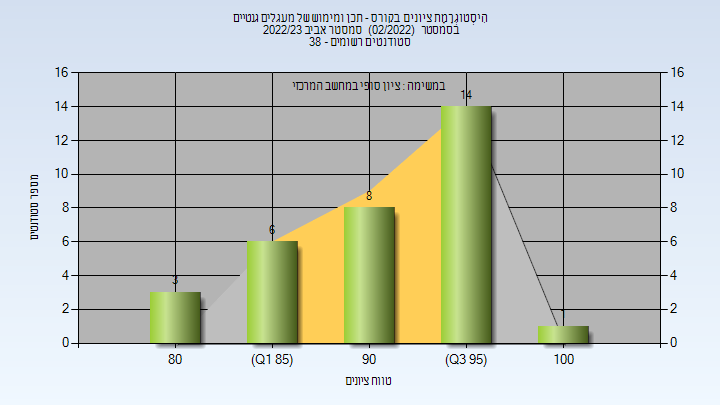 היסטוגרמת ציונים בקורס - תכן ומימוש של מעגלים גנטיים
בסמסטר (02/2022) סמסטר אביב 2022/23
סטודנטים רשומים - 38
במשימה : ציון סופי במחשב המרכזי
16 16
14 14
12 12
10 10
8 8
6 6
4 4
2 2
0 0
3 6 8 14 1
מספר סטודנטים
80 (Q1 85) 90 (Q3 95) 100
טווח ציונים